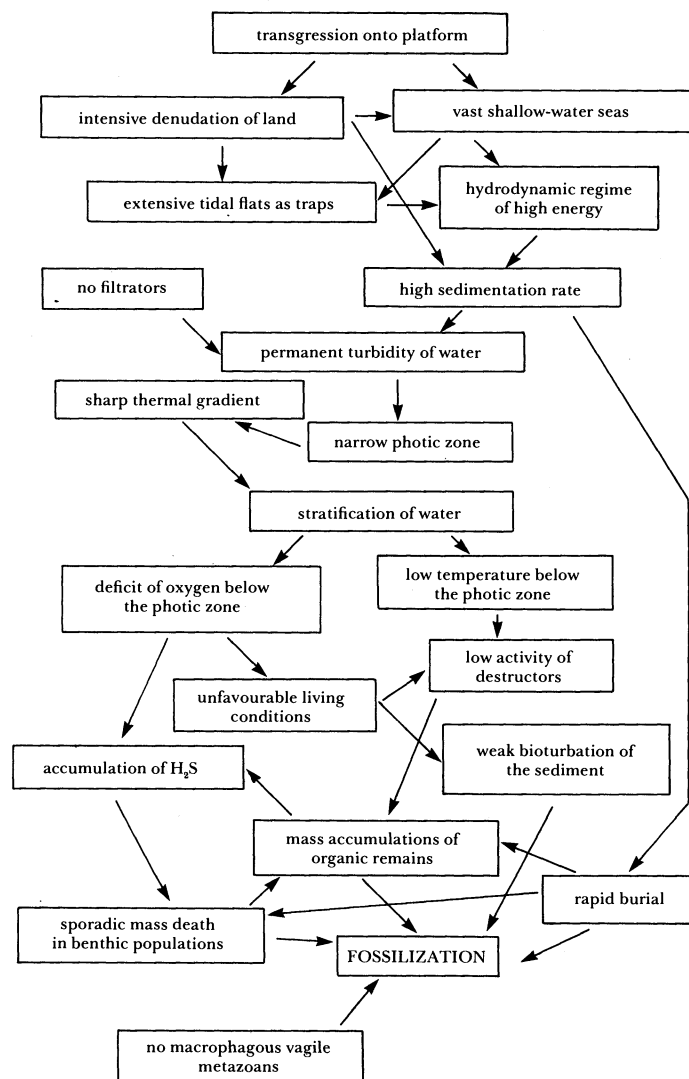 transgression onto platform
intensive denudation of land
vast shallow-water seas
extensive tidal flats as traps
hydrodynamic regime
of high energy
no filtrators
high sedimentation rate
permanent turbidity of water
sharp thermal gradient
narrow photic zone
stratification of water
deficit of oxygen below
the photic zone
low temperature below
the photic zone
low activity of
destructors
unfavourable living
conditions
weak bioturbation of
the sediment
accumulation of H₂S
mass accumulations of
organic remains
rapid burial
sporadic mass death
in benthic populations
FOSSILIZATION
no macrophagous vagile
metazoans